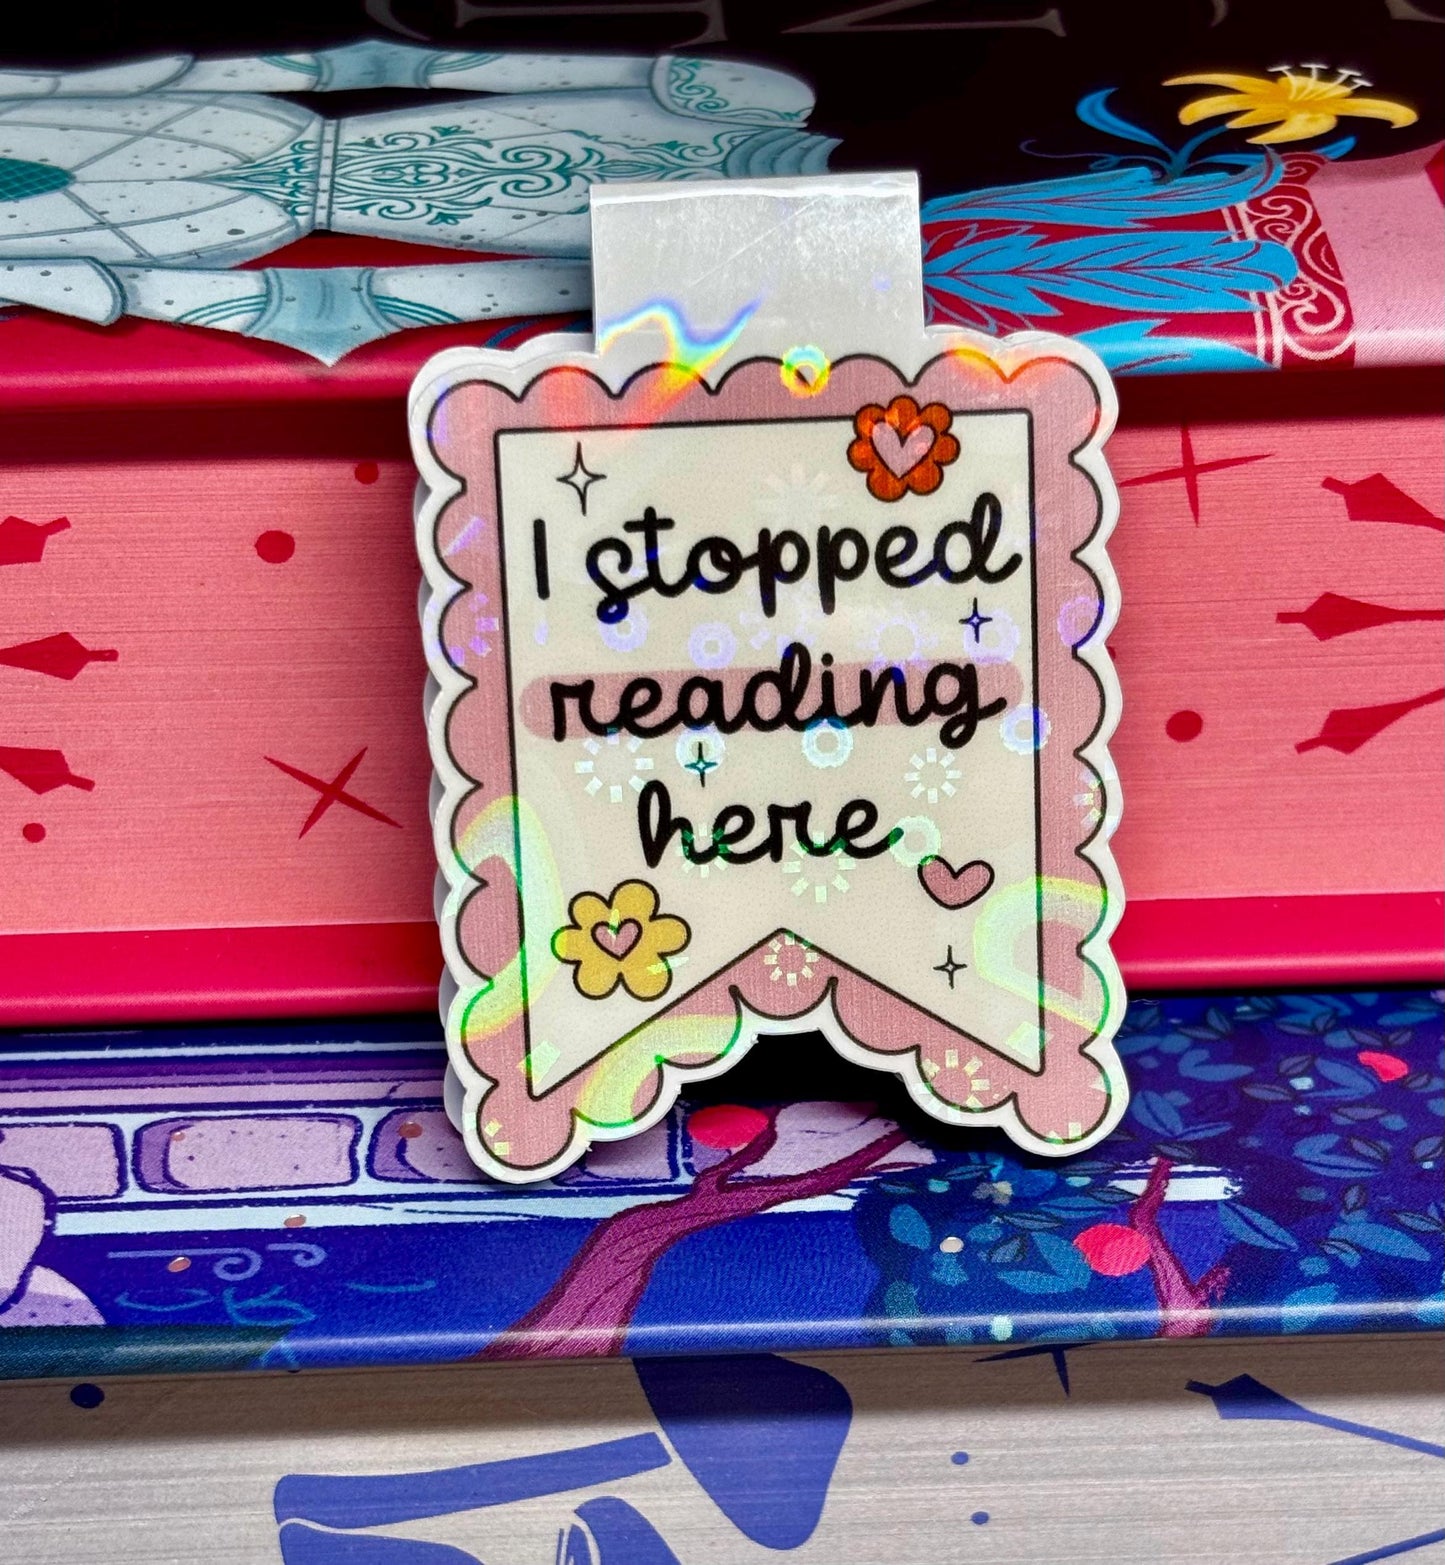 I stopped
reading
here